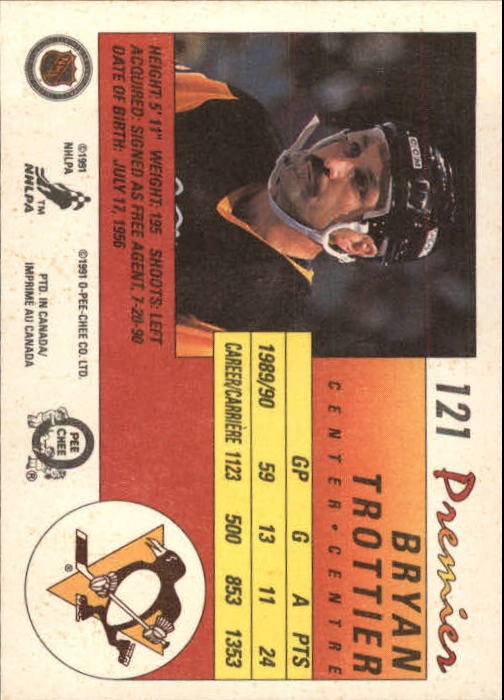 121 Premier
BRYAN
TROTTIER
CENTER · CENTRE
GP G A PTS
1989/90 59 13 11 24
CAREER/CARRIÈRE 1123 500 853 1353
HEIGHT: 5' 11" WEIGHT: 195 SHOOTS: LEFT
ACQUIRED: SIGNED AS FREE AGENT, 7-20-90
DATE OF BIRTH: JULY 17, 1956
CCM
CCM
NHL
©1991
NHLPA
TM
NHLPA
©1991 O-PEE-CHEE CO. LTD.
PTD. IN CANADA/
IMPRIMÉ AU CANADA
O
PEE
CHEE
®
®